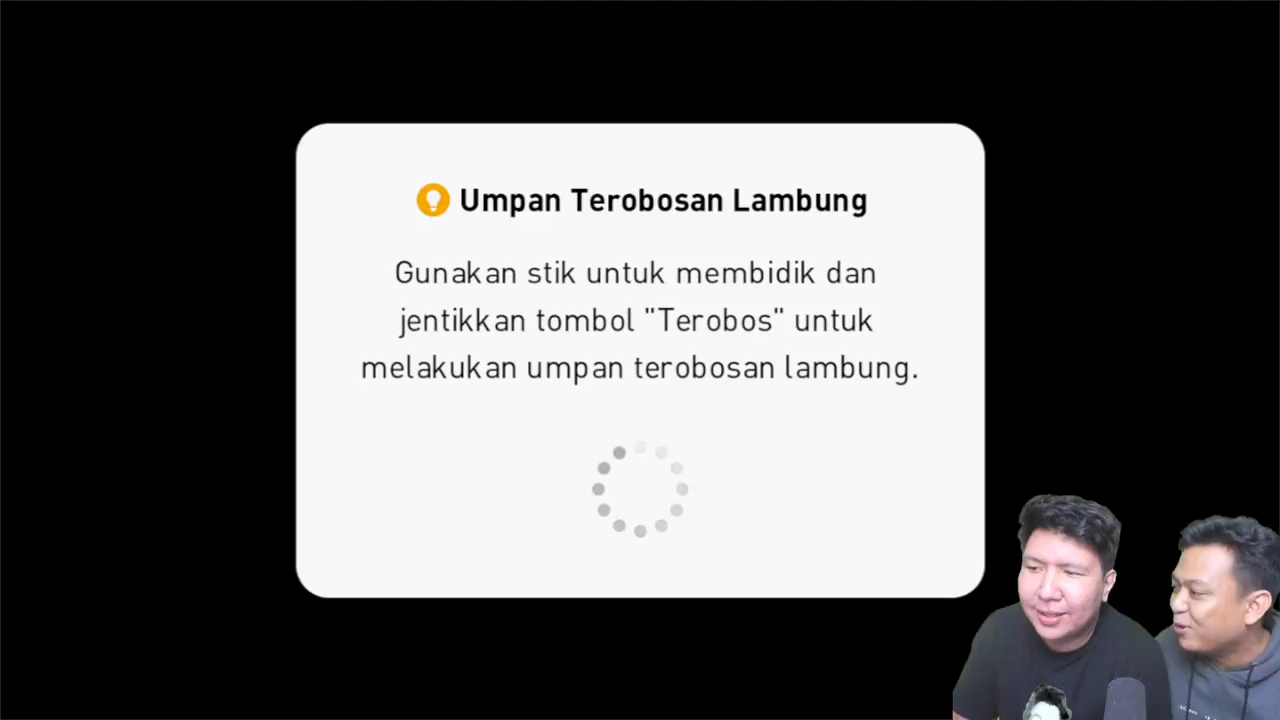 Umpan Terobosan Lambung
Gunakan stik untuk membidik dan
jentikkan tombol "Terobos" untuk
melakukan umpan terobosan lambung.